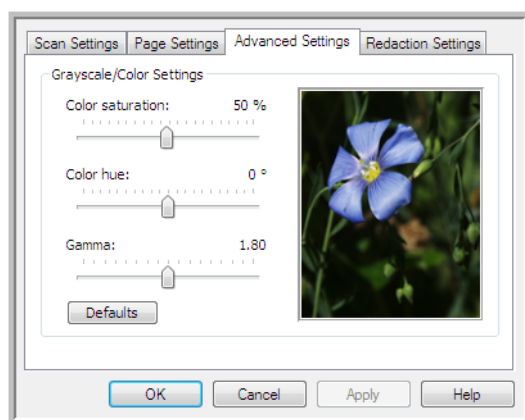 Scan Settings Page Settings Advanced Settings Redaction Settings
Grayscale/Color Settings
Color saturation: 50 %
Color hue: 0 °
Gamma: 1.80
Defaults
OK Cancel Apply Help